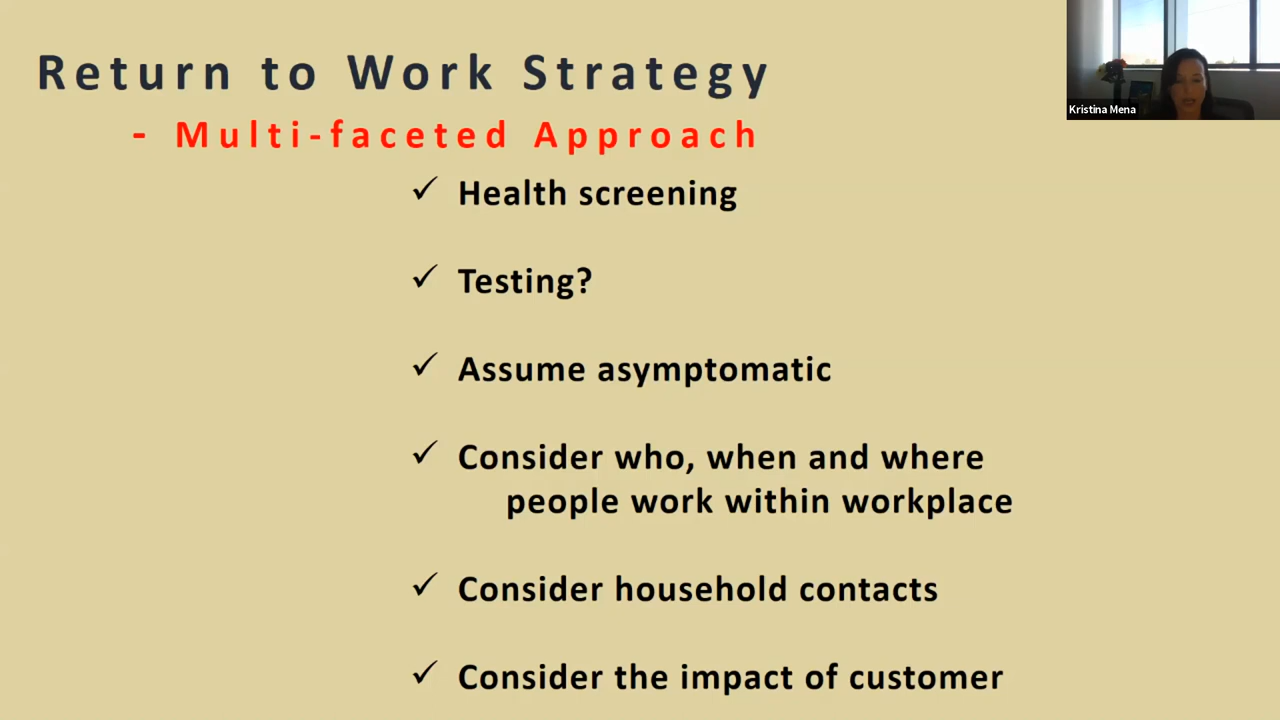 Return to Work Strategy
- Multi-faceted Approach
✓ Health screening
✓ Testing?
✓ Assume asymptomatic
✓ Consider who, when and where
people work within workplace
✓ Consider household contacts
✓ Consider the impact of customer
Kristina Mena